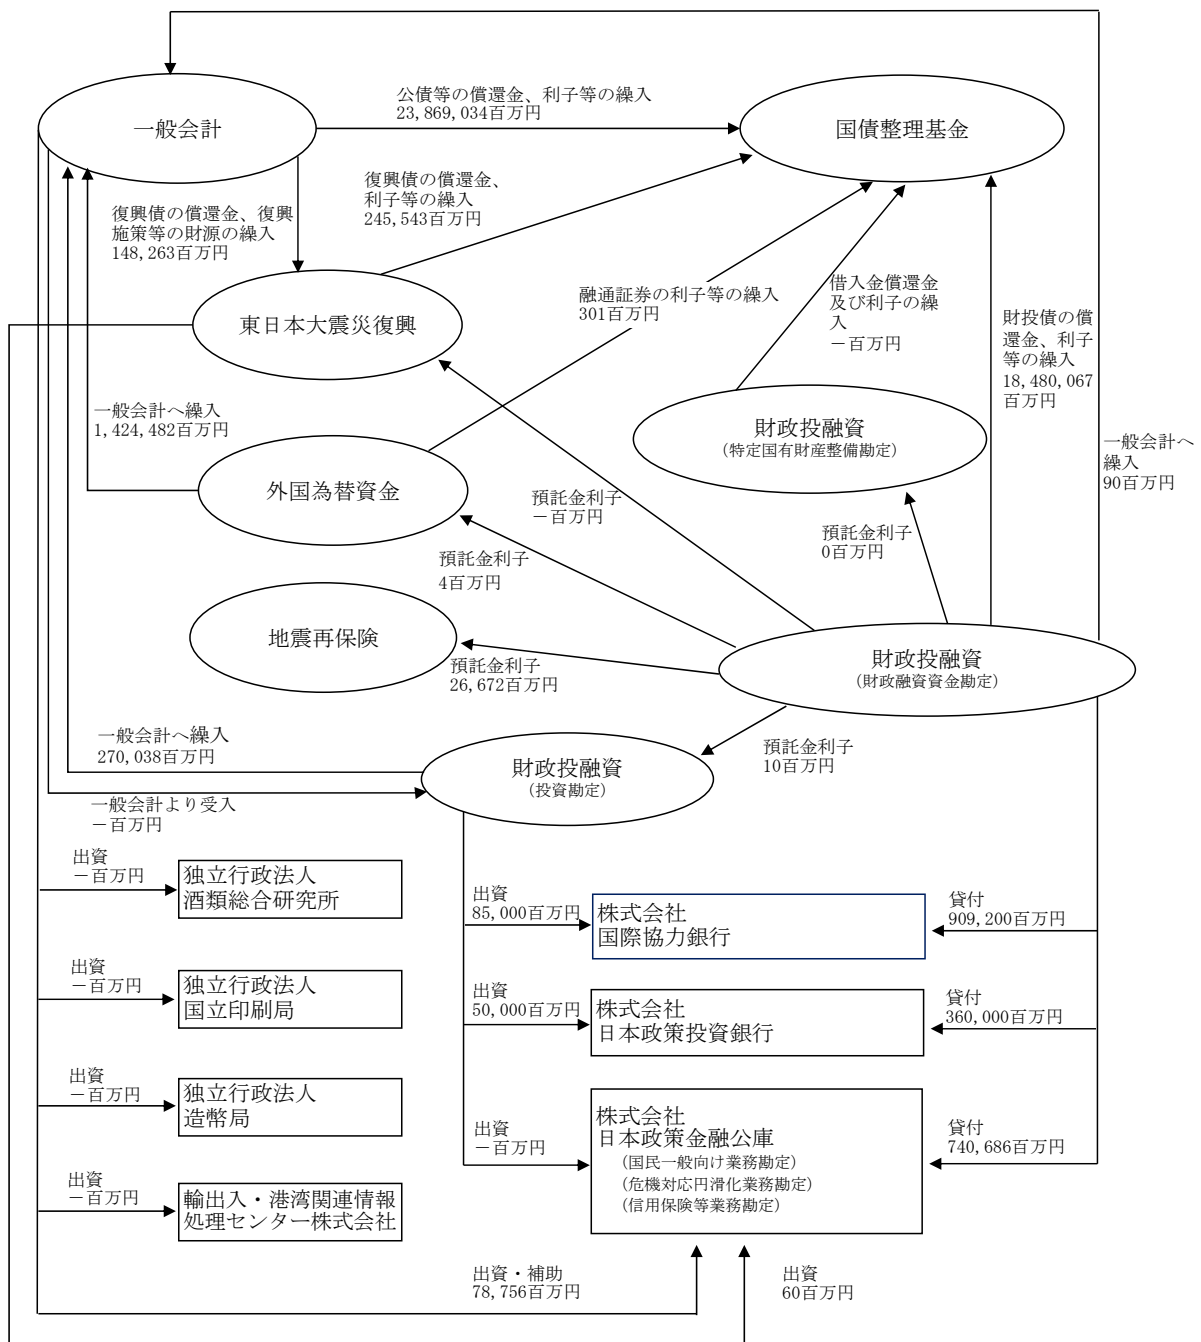 公債等の償還金、利子等の繰入
23,869,034百万円
一般会計
国債整理基金
復興債の償還金、
利子等の繰入
245,543百万円
復興債の償還金、復興
施策等の財源の繰入
148,263百万円
東日本大震災復興
融通証券の利子等の繰入
301百万円
借入金償還金
及び利子の繰
入
－百万円
財投債の償
還金、利子
等の繰入
18,480,067
百万円
一般会計へ繰入
1,424,482百万円
財政投融資
（特定国有財産整備勘定）
一般会計へ
繰入
90百万円
外国為替資金
預託金利子
－百万円
預託金利子
0百万円
預託金利子
4百万円
地震再保険
預託金利子
26,672百万円
財政投融資
（財政融資資金勘定）
一般会計へ繰入
270,038百万円
財政投融資
（投資勘定）
預託金利子
10百万円
一般会計より受入
－百万円
出資
－百万円
独立行政法人
酒類総合研究所
出資
85,000百万円
株式会社
国際協力銀行
貸付
909,200百万円
出資
－百万円
独立行政法人
国立印刷局
出資
50,000百万円
株式会社
日本政策投資銀行
貸付
360,000百万円
出資
－百万円
独立行政法人
造幣局
出資
－百万円
株式会社
日本政策金融公庫
（国民一般向け業務勘定）
（危機対応円滑化業務勘定）
（信用保険等業務勘定）
貸付
740,686百万円
出資
－百万円
輸出入・港湾関連情報
処理センター株式会社
出資・補助
78,756百万円
出資
60百万円